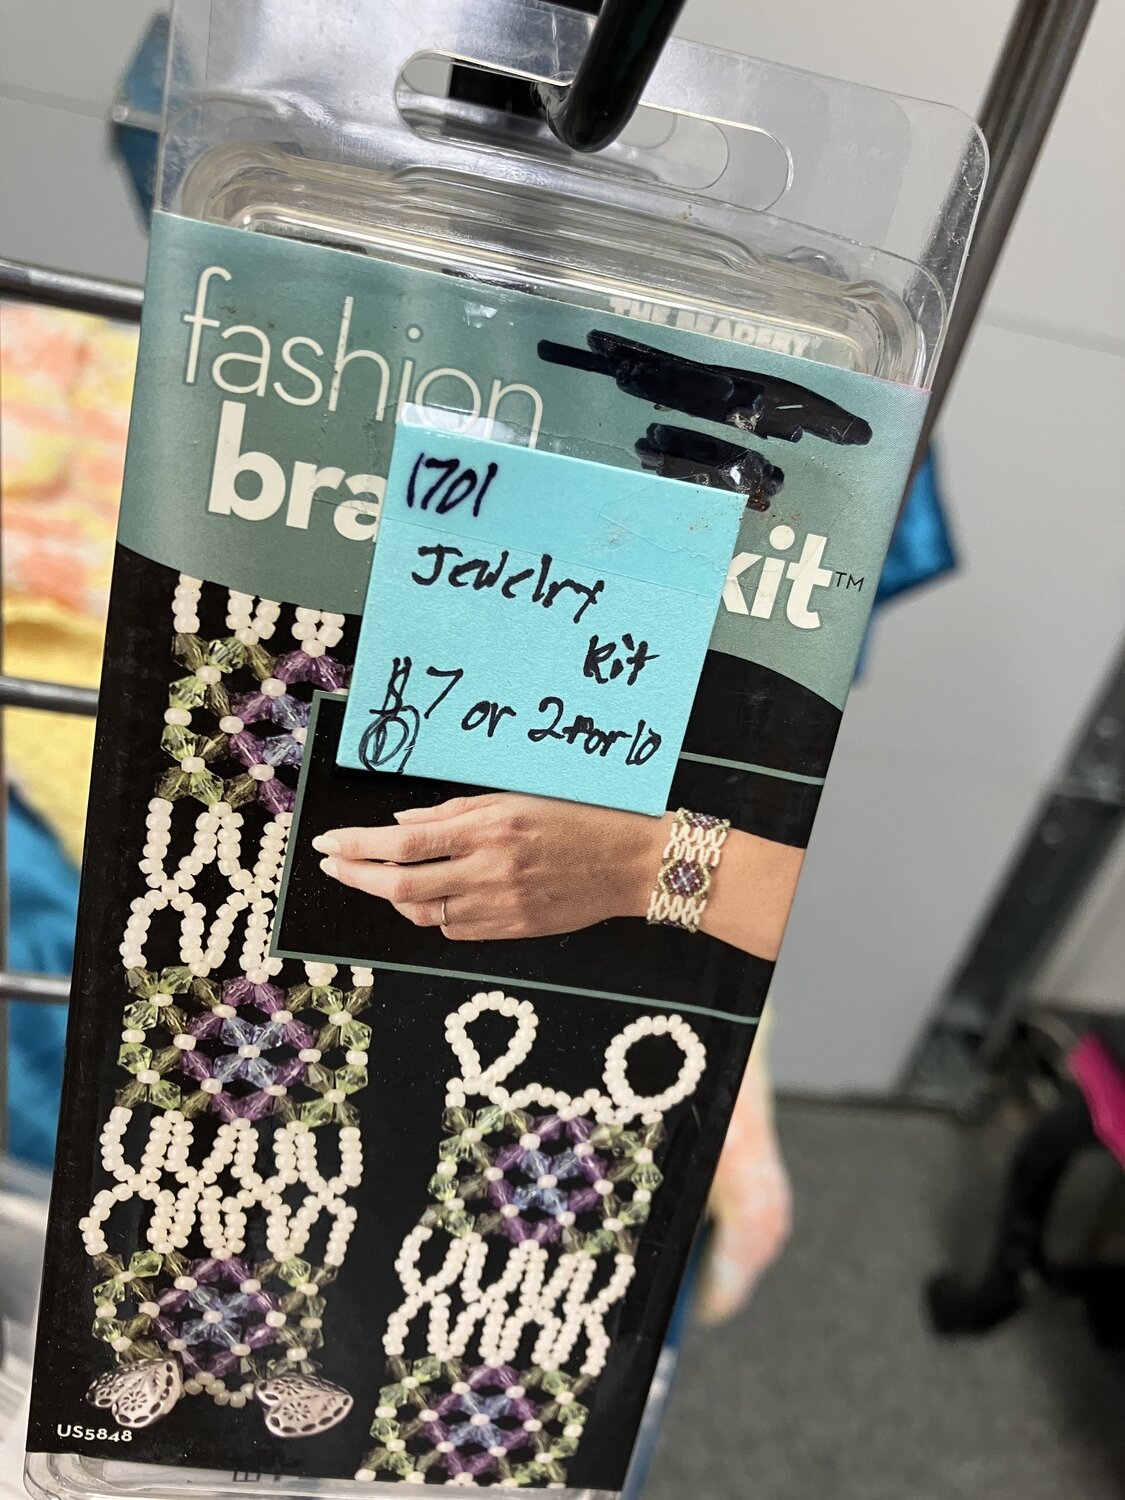 THE BEADERY
fashion
bra kit™
1701
Jewelry
Kit
$7 or 2 for 10
US5848